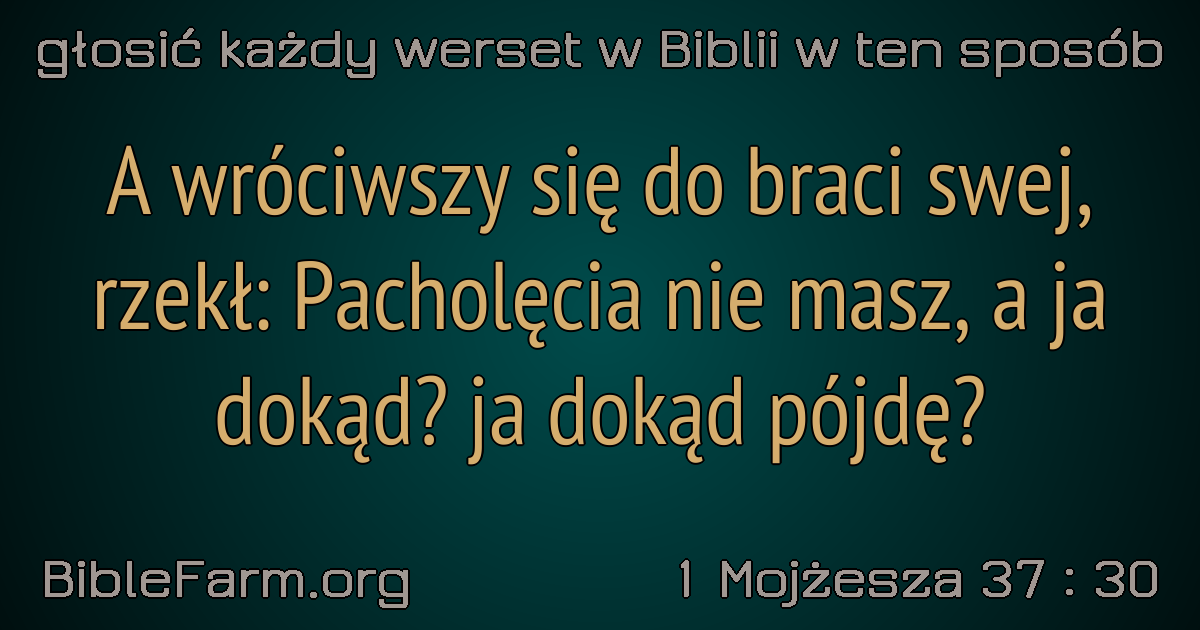 głosić każdy werset w Biblii w ten sposób
A wróciwszy się do braci swej,
rzekł: Pacholęcia nie masz, a ja
dokąd? ja dokąd pójdę?
BibleFarm.org
1 Mojżesza 37 : 30